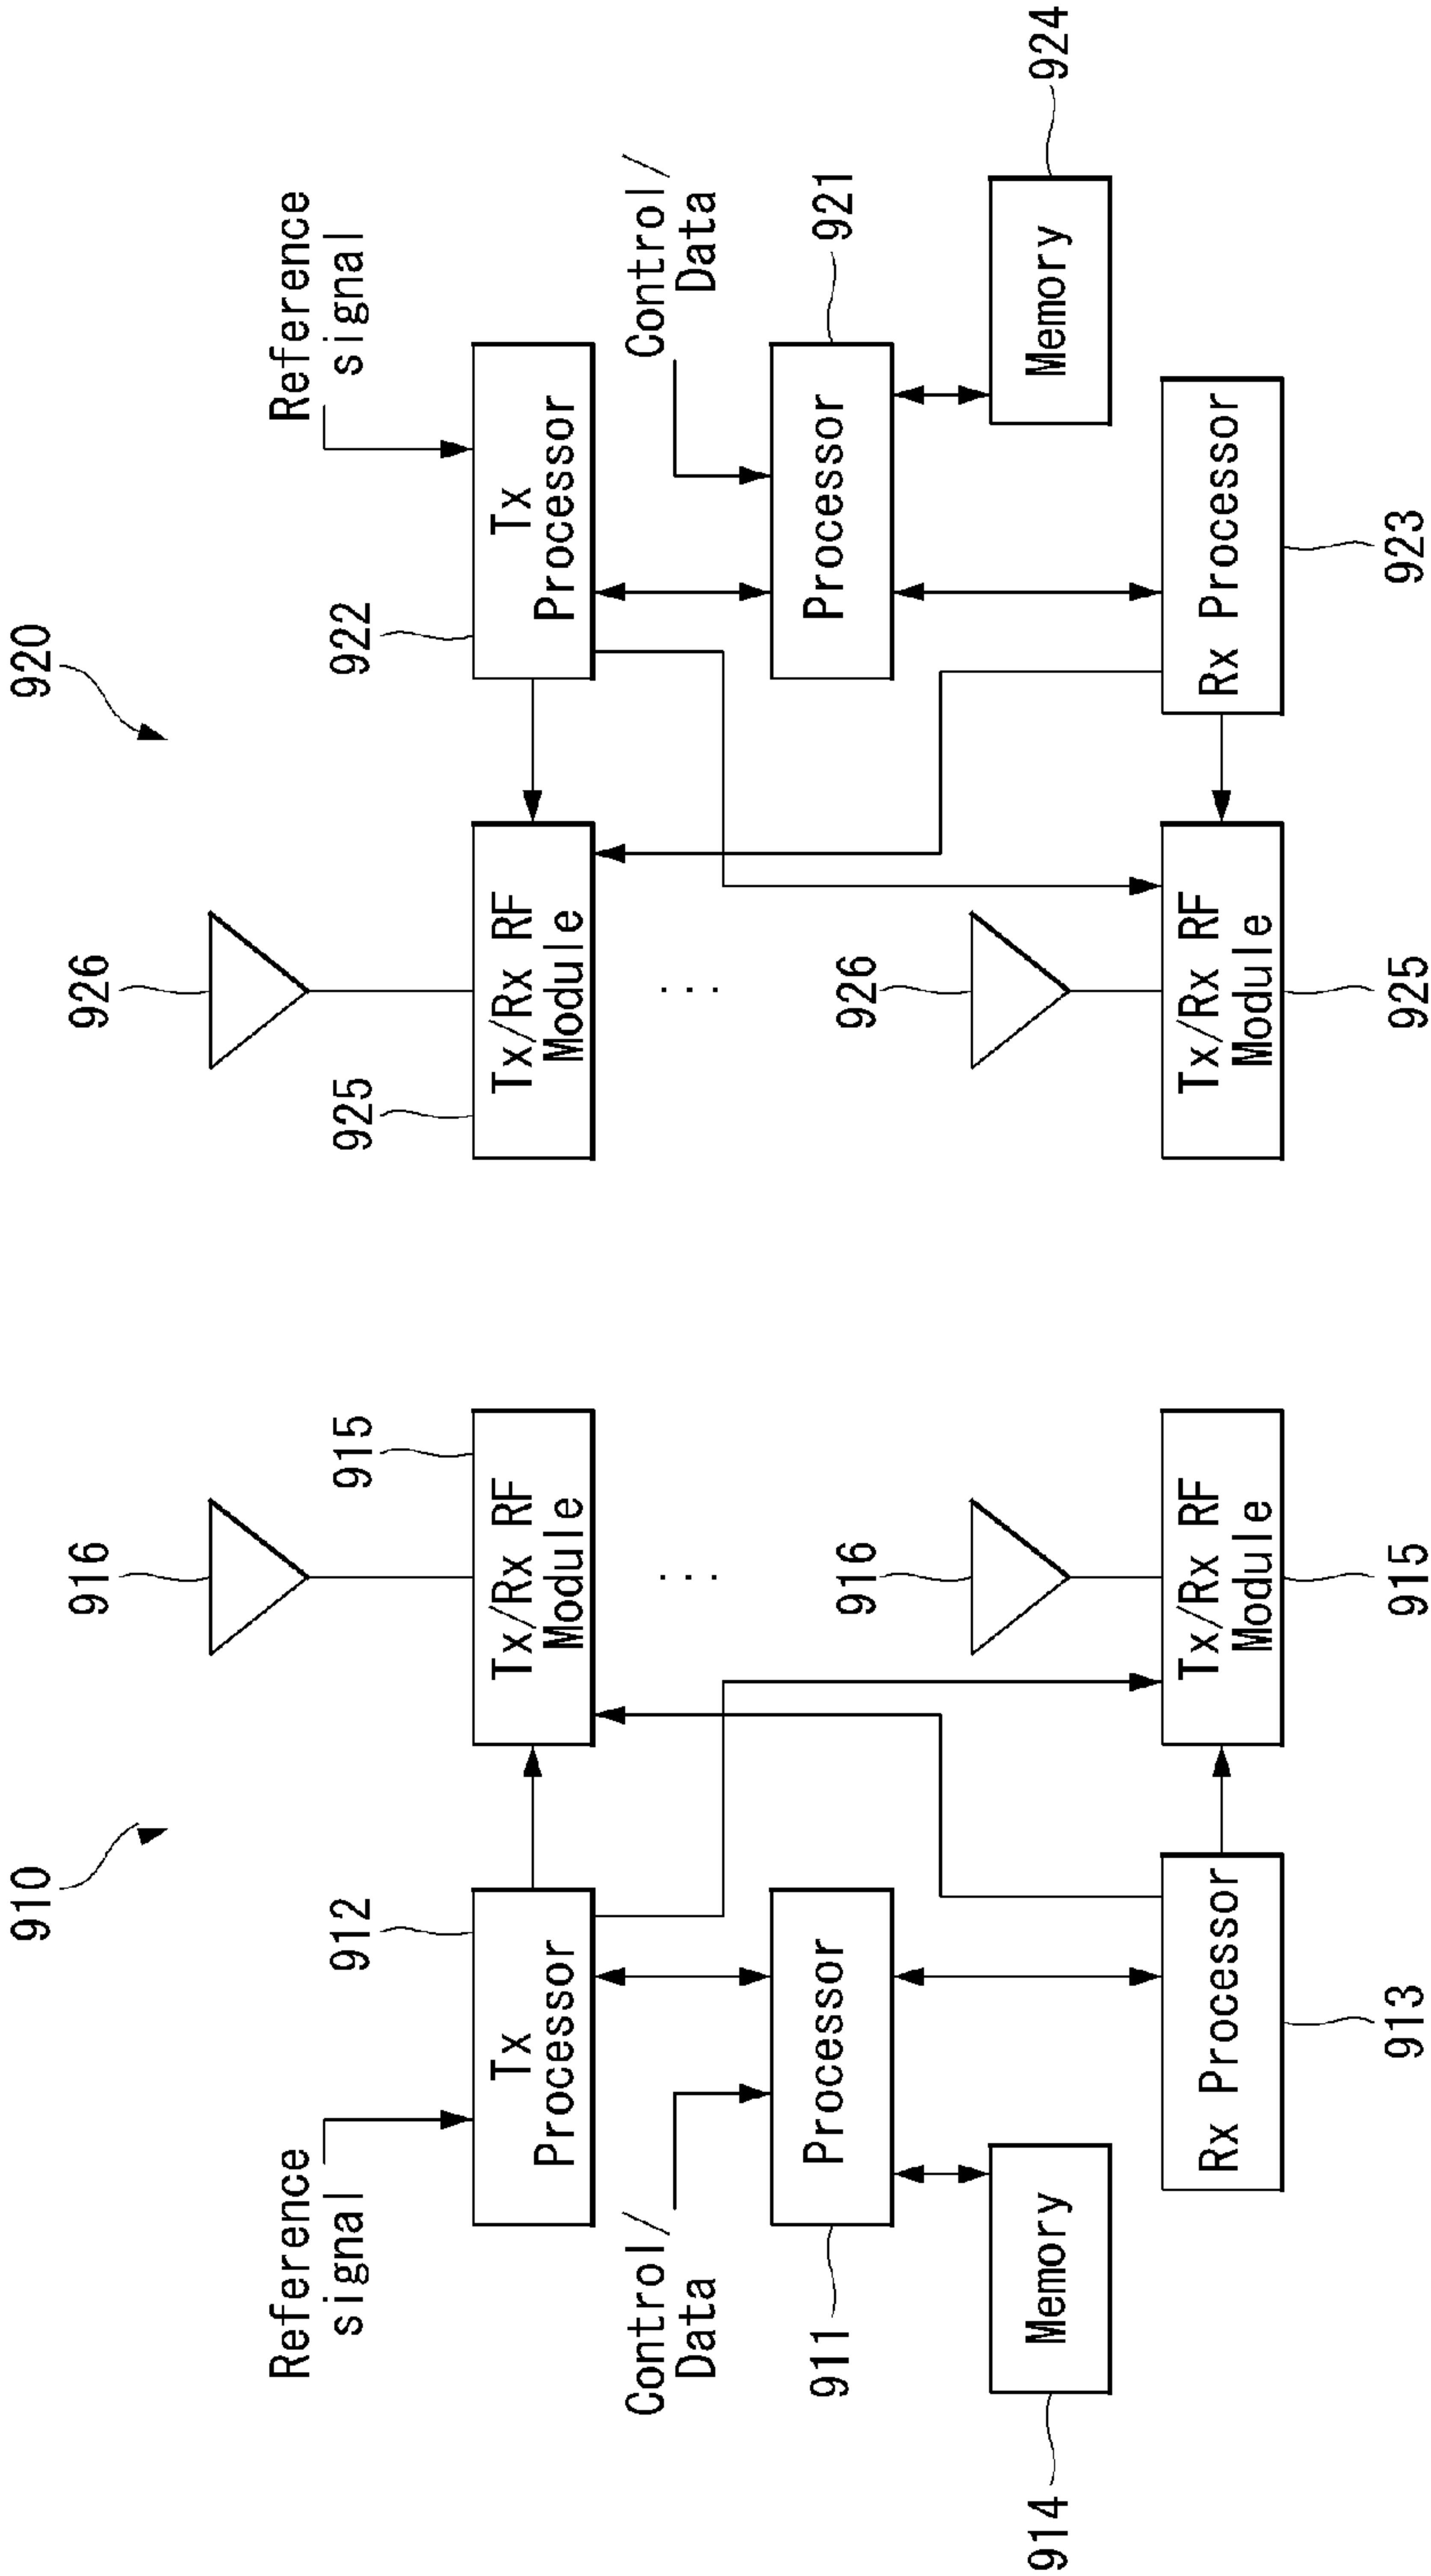 910
916
Reference
signal
912
915
Tx
Processor
Tx/Rx RF
Module
Control/
Data
...
911
Processor
916
914
Memory
Rx Processor
Tx/Rx RF
Module
913
915
920
926
925
922
Reference
signal
Tx/Rx RF
Module
Tx
Processor
...
Control/
Data
926
Processor
921
Memory
924
Tx/Rx RF
Module
Rx Processor
925
923